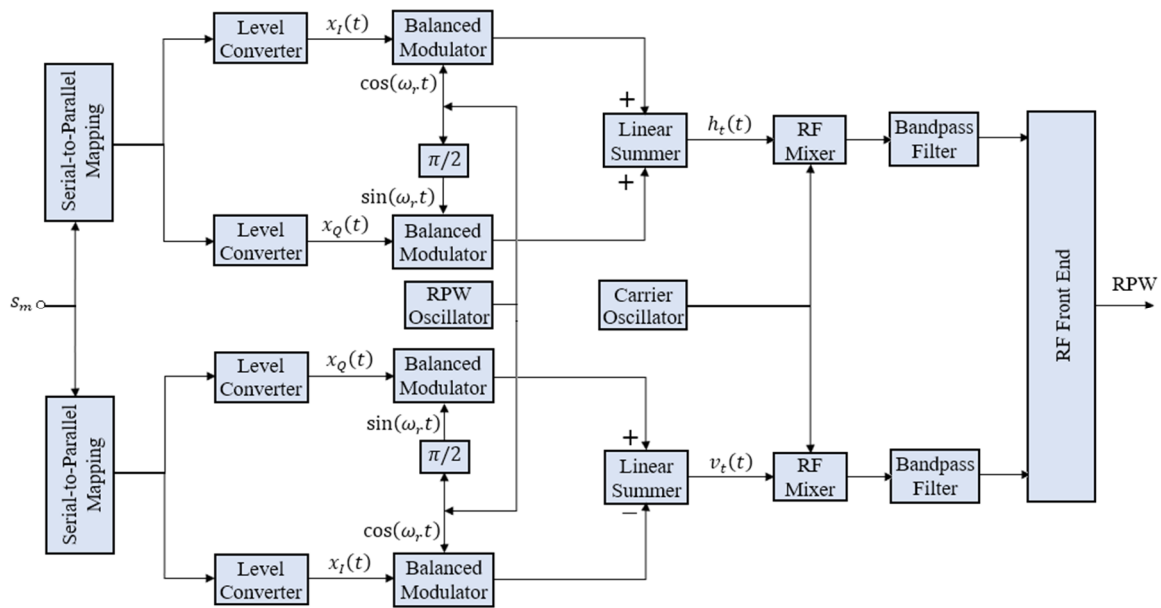 Serial-to-Parallel
Mapping
Level
Converter
x_I(t)
Balanced
Modulator
cos(ω_r t)
π/2
sin(ω_r t)
Level
Converter
x_Q(t)
Balanced
Modulator
+
Linear
Summer
+
h_t(t)
RF
Mixer
Bandpass
Filter
s_m
RPW
Oscillator
Carrier
Oscillator
RF Front End
RPW
Serial-to-Parallel
Mapping
Level
Converter
x_Q(t)
Balanced
Modulator
sin(ω_r t)
π/2
cos(ω_r t)
Level
Converter
x_I(t)
Balanced
Modulator
+
Linear
Summer
−
v_t(t)
RF
Mixer
Bandpass
Filter